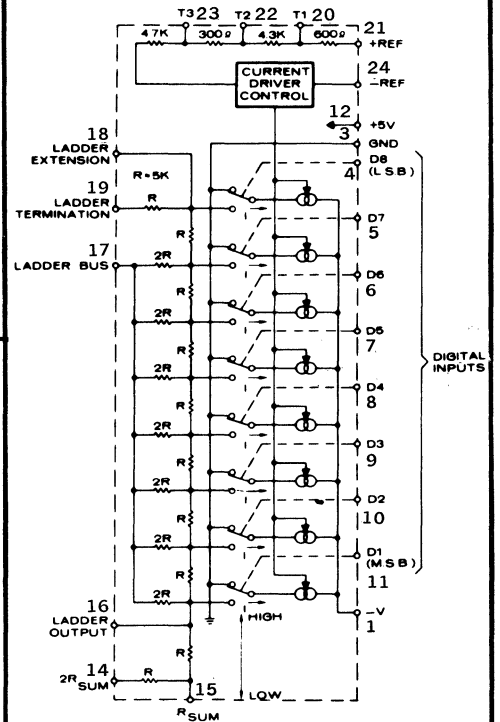 T3 23 T2 22 T1 20
21
4.7K 300Ω 4.3K 600Ω
+REF
24
−REF
CURRENT
DRIVER
CONTROL
12
+5V
3
GND
18
LADDER
EXTENSION
D8
4 (L.S.B)
R=5K
19
R
LADDER
TERMINATION
D7
R
5
17
2R
LADDER BUS
D6
R
6
2R
D5
R
7
2R
DIGITAL
INPUTS
D4
R
8
2R
D3
R
9
2R
D2
R
10
2R
D1
(M.S.B)
R
11
2R
16
LADDER
OUTPUT
HIGH
−V
1
R
14
R
2R SUM
15
LOW
R SUM